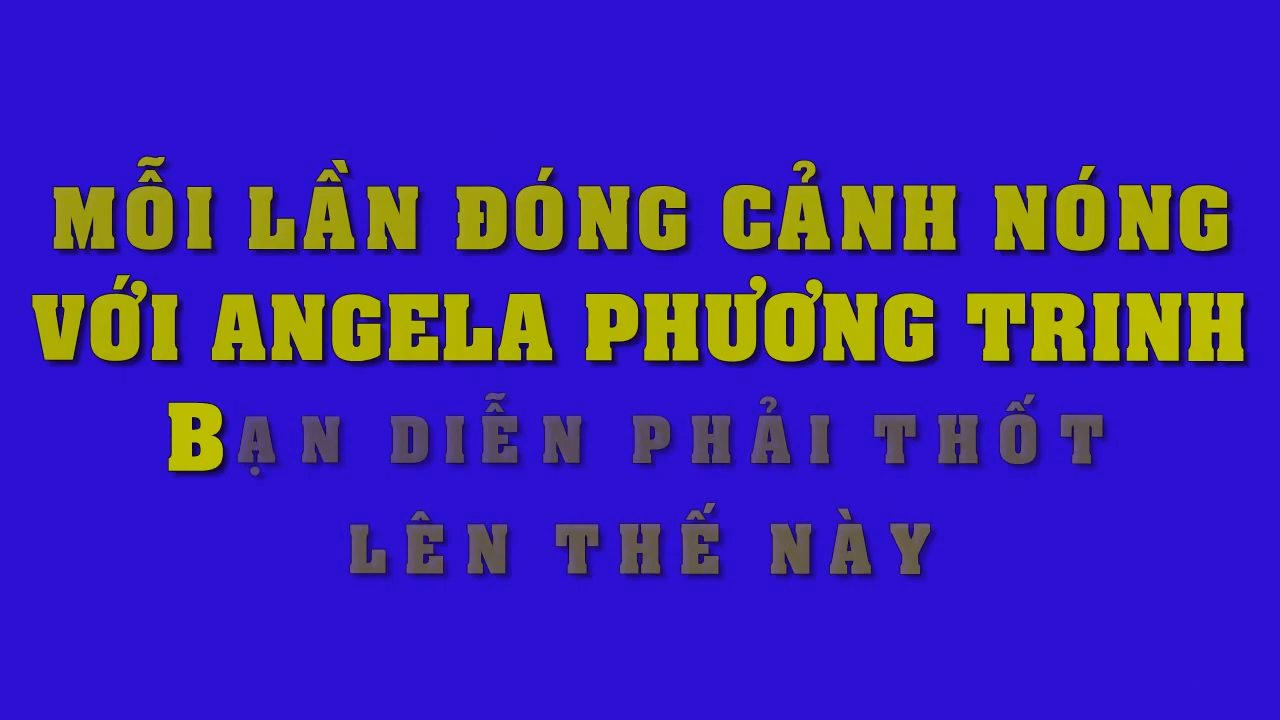 MỖI LẦN ĐÓNG CẢNH NÓNG
VỚI ANGELA PHƯƠNG TRINH
BẠN DIỄN PHẢI THỐT
LÊN THẾ NÀY